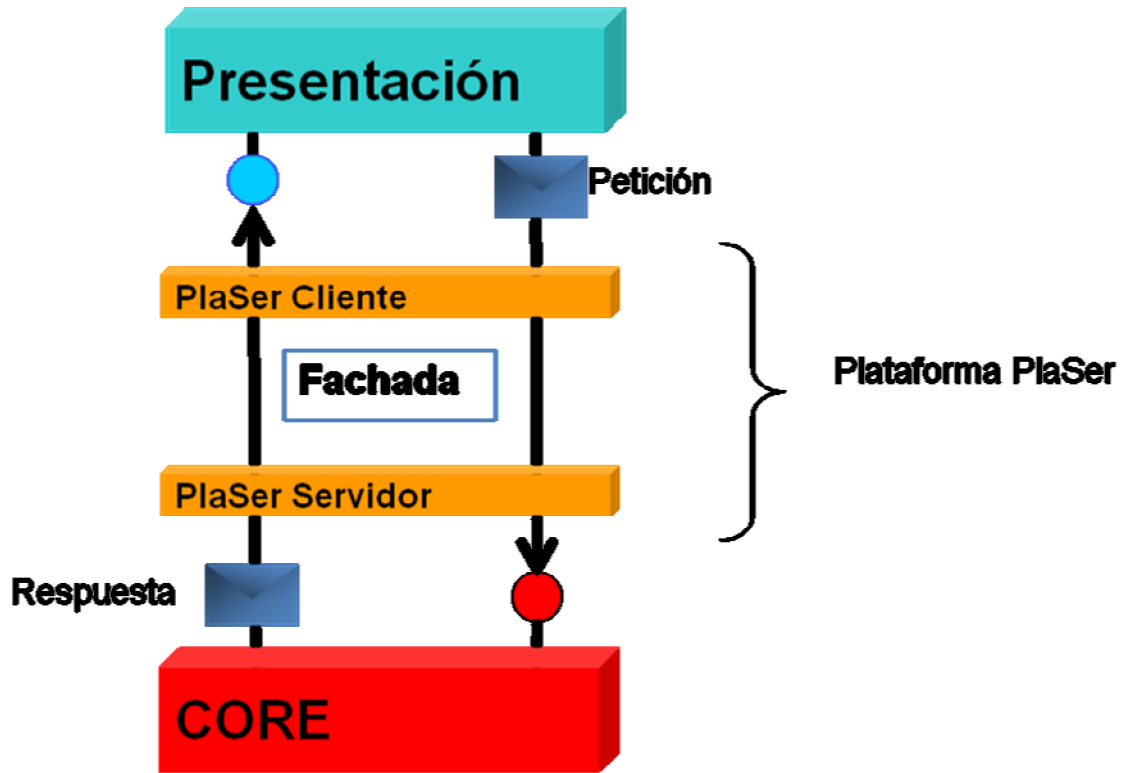 Presentación
Petición
PlaSer Cliente
Fachada
Plataforma PlaSer
PlaSer Servidor
Respuesta
CORE